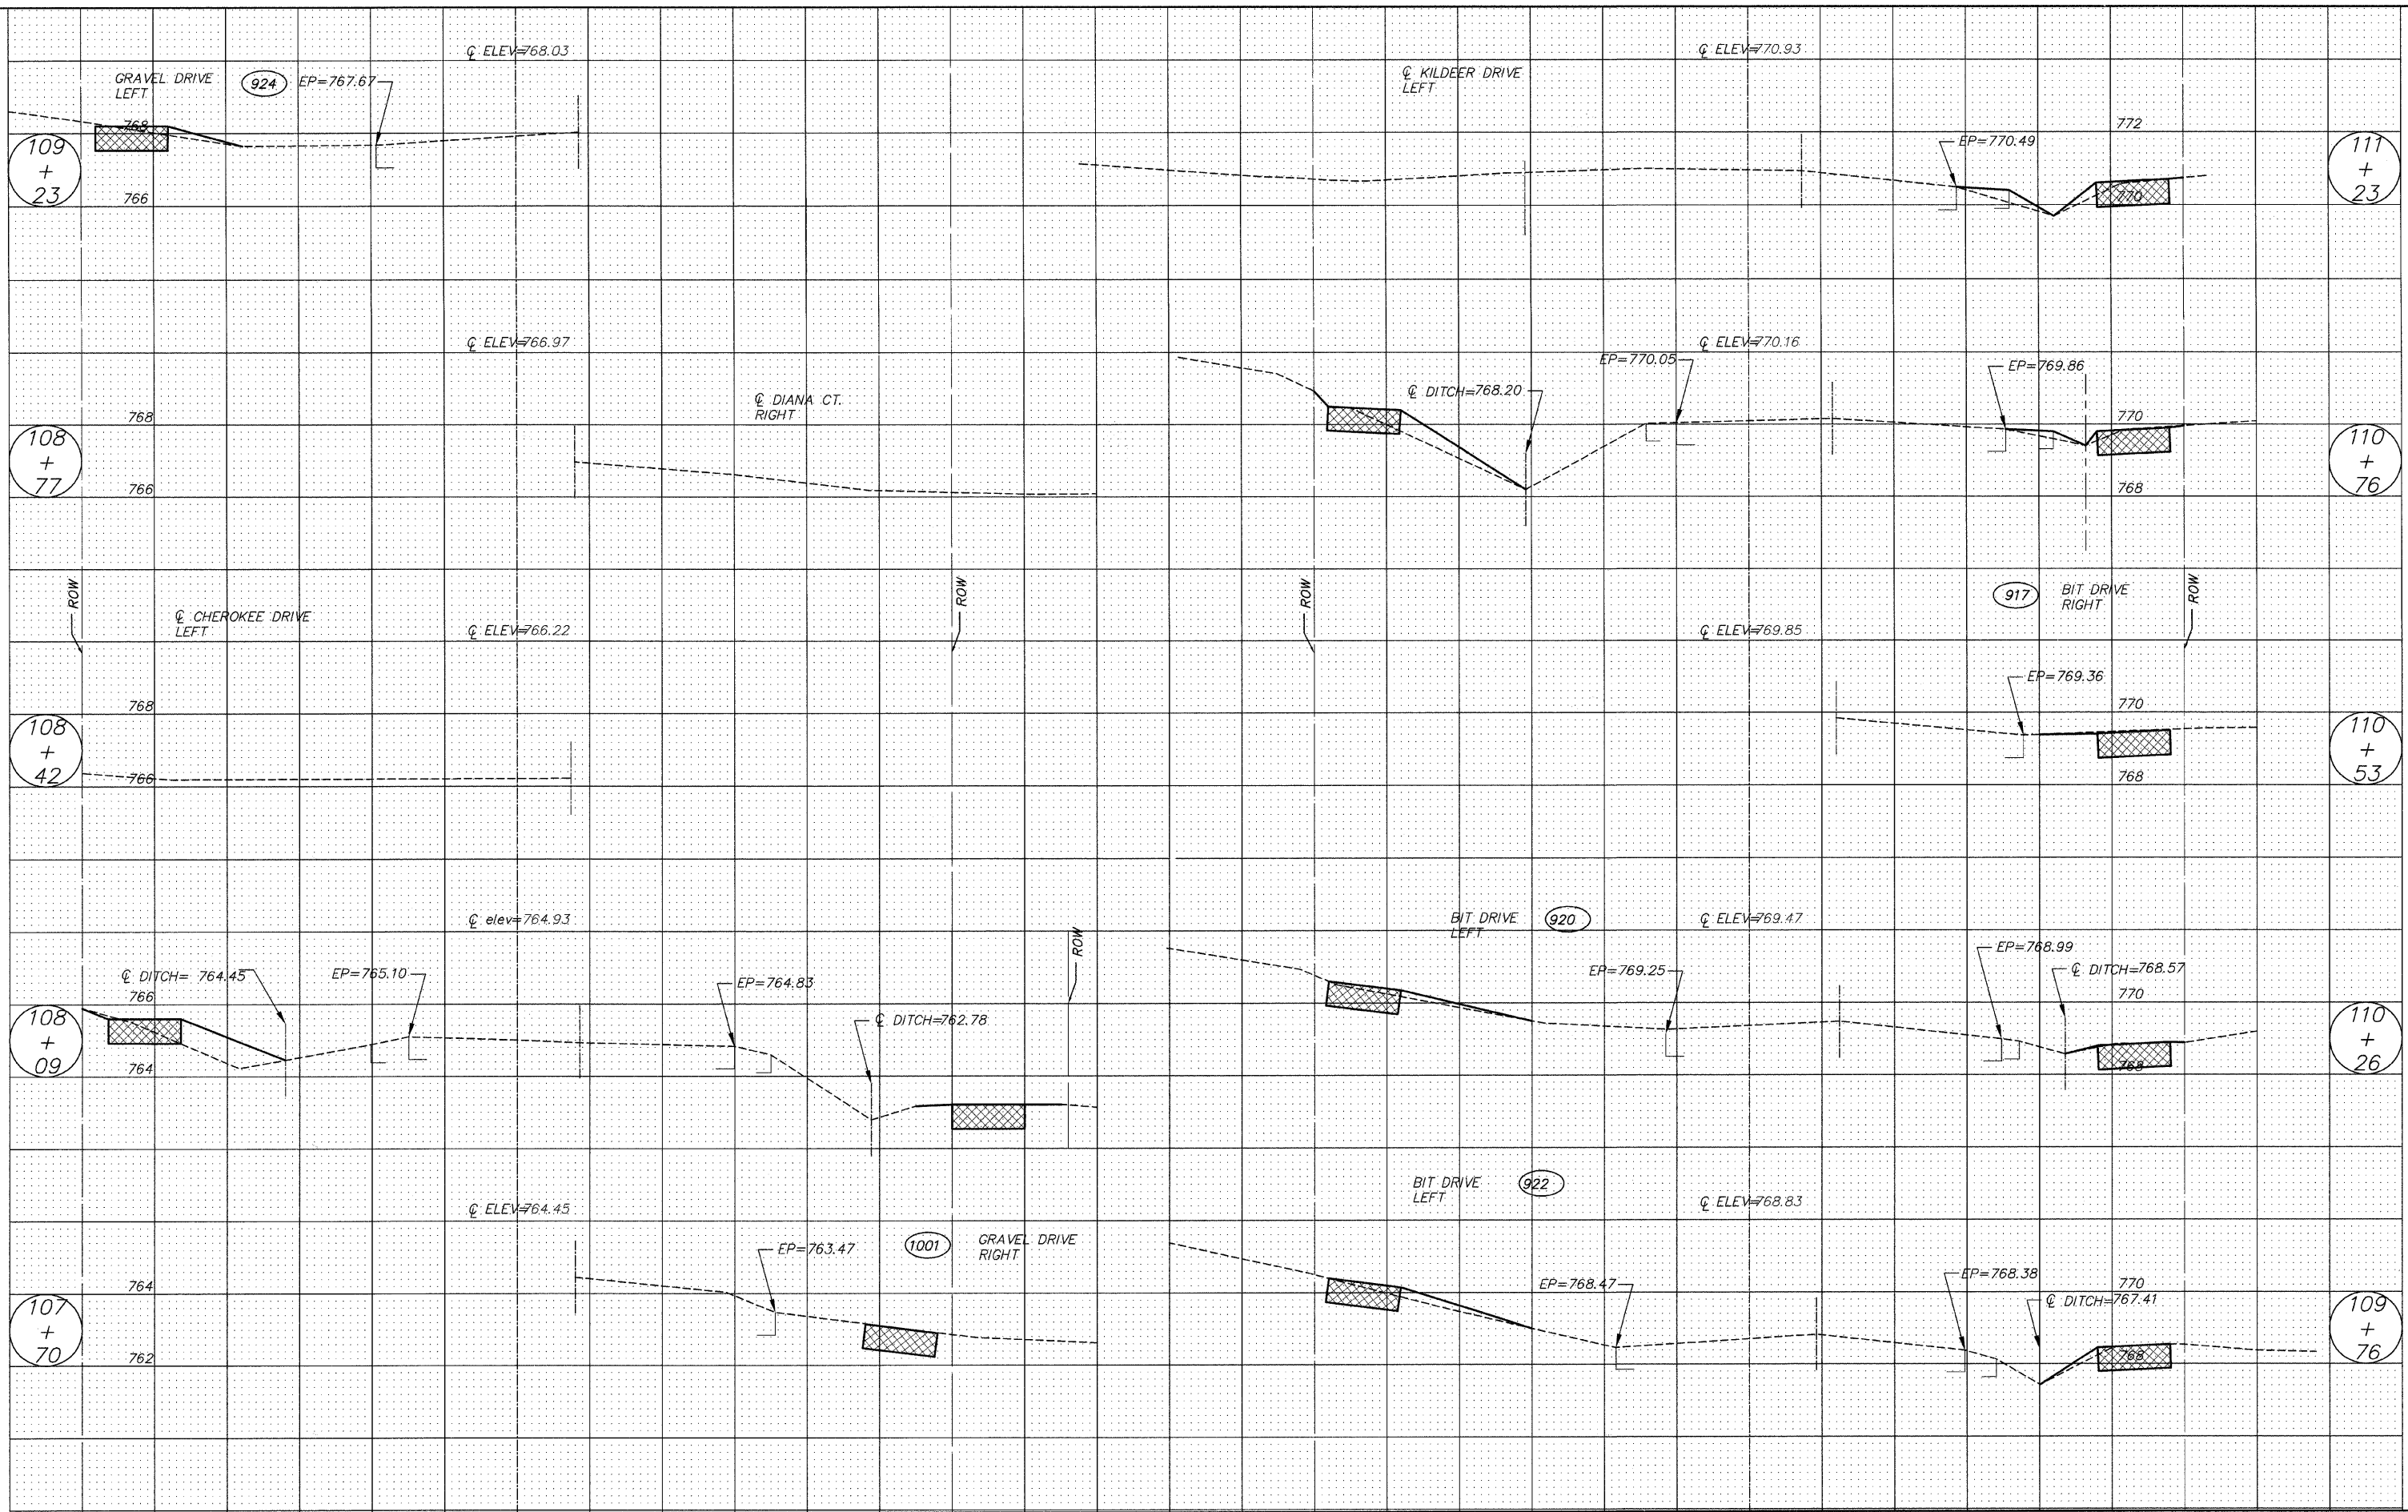 ℄ ELEV=768.03
GRAVEL DRIVE
LEFT
924
EP=767.67
768
109
+
23
766
℄ ELEV=766.97
℄ DIANA CT.
RIGHT
768
108
+
77
766
ROW
℄ CHEROKEE DRIVE
LEFT
℄ ELEV=766.22
ROW
768
108
+
42
766
℄ elev=764.93
ROW
℄ DITCH= 764.45
EP=765.10
EP=764.83
766
℄ DITCH=762.78
108
+
09
764
℄ ELEV=764.45
EP=763.47
1001
GRAVEL DRIVE
RIGHT
764
107
+
70
762
℄ ELEV=770.93
℄ KILDEER DRIVE
LEFT
772
EP=770.49
111
+
23
770
℄ ELEV=770.16
EP=770.05
EP=769.86
℄ DITCH=768.20
770
110
+
76
768
ROW
917
BIT DRIVE
RIGHT
ROW
℄ ELEV=769.85
EP=769.36
770
110
+
53
768
BIT DRIVE
LEFT
920
℄ ELEV=769.47
EP=768.99
EP=769.25
℄ DITCH=768.57
770
110
+
26
768
BIT DRIVE
LEFT
922
℄ ELEV=768.83
EP=768.47
EP=768.38
770
℄ DITCH=767.41
109
+
76
768